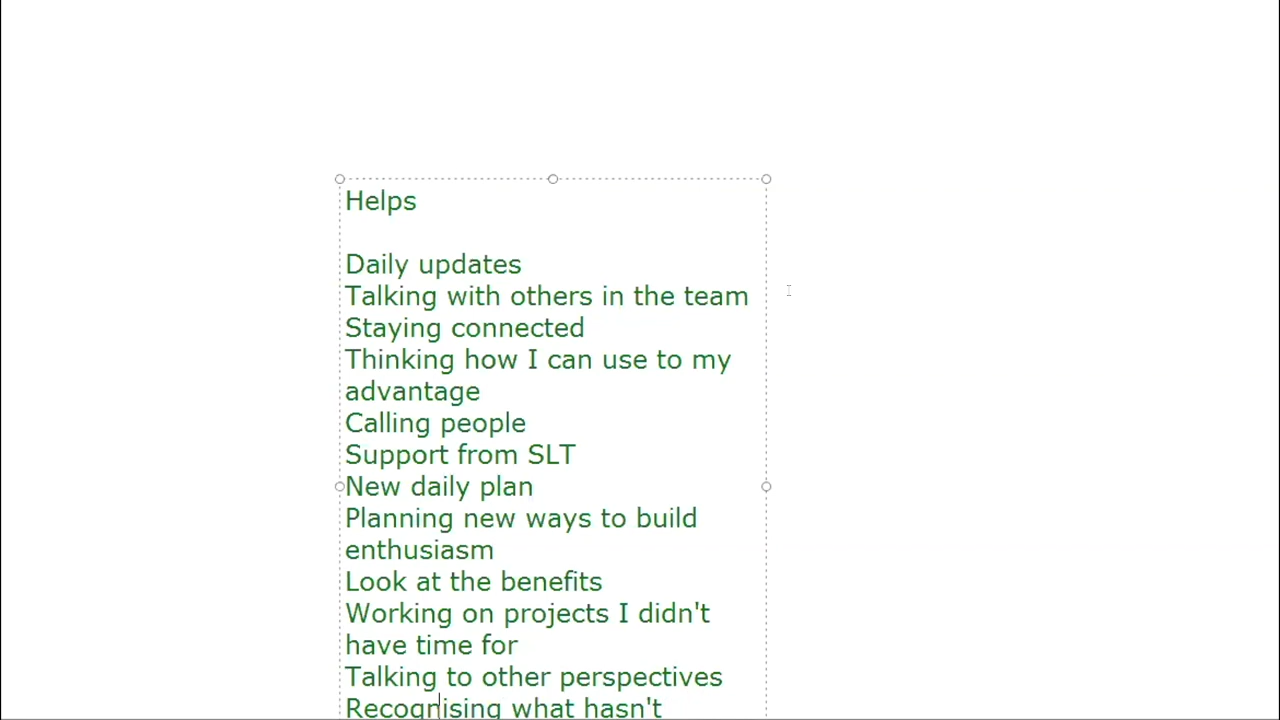 Helps
Daily updates
Talking with others in the team
Staying connected
Thinking how I can use to my
advantage
Calling people
Support from SLT
New daily plan
Planning new ways to build
enthusiasm
Look at the benefits
Working on projects I didn't
have time for
Talking to other perspectives
Recognising what hasn't